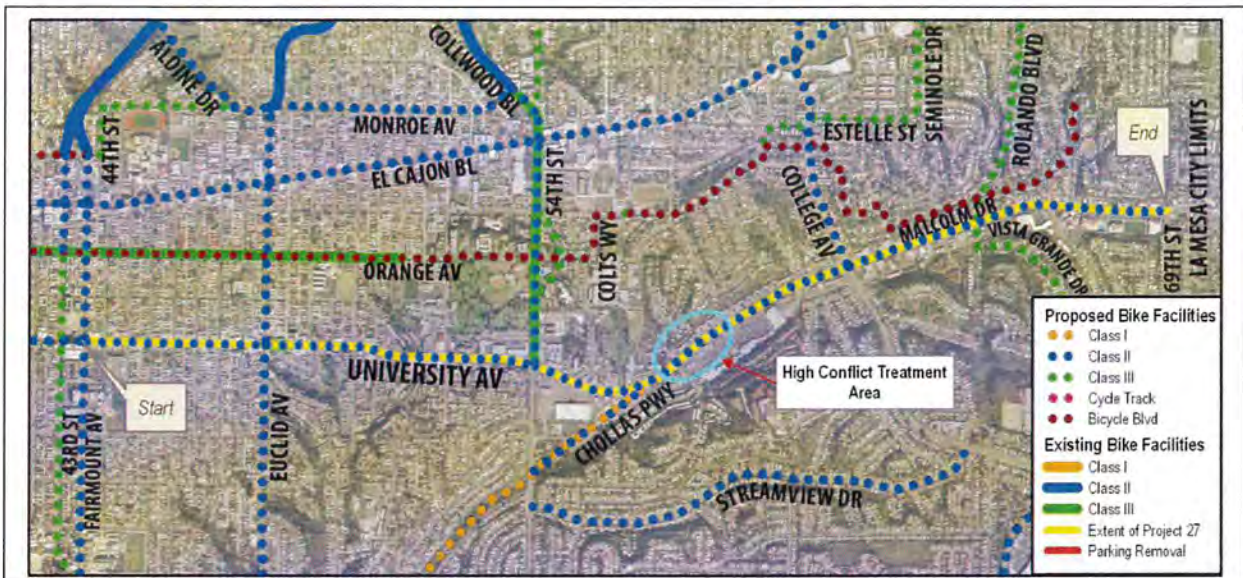 ALDINE DR
COLLWOOD BL
44TH ST
MONROE AV
SEMINOLE DR
ROLANDO BLVD
ESTELLE ST
End
EL CAJON BL
54TH ST
COLLEGE AV
COLTS WY
MALCOLM DR
VISTA GRANDE DR
69TH ST
LA MESA CITY LIMITS
ORANGE AV
UNIVERSITY AV
Start
43RD ST
FAIRMOUNT AV
EUCLID AV
CHOLLAS PWY
High Conflict Treatment
Area
STREAMVIEW DR
Proposed Bike Facilities
Class I
Class II
Class III
Cycle Track
Bicycle Blvd
Existing Bike Facilities
Class I
Class II
Class III
Extent of Project 27
Parking Removal